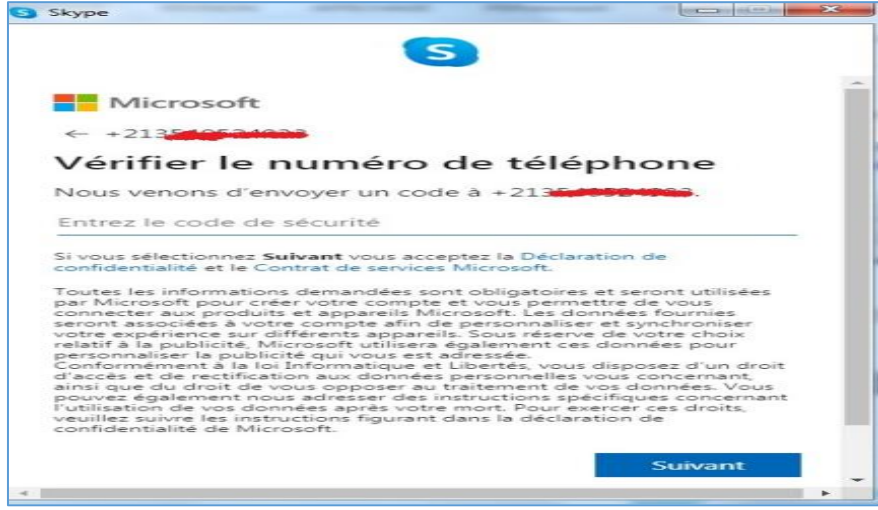 Skype
S
Microsoft
← +213
Vérifier le numéro de téléphone
Nous venons d'envoyer un code à +213
Entrez le code de sécurité
Si vous sélectionnez Suivant vous acceptez la Déclaration de
confidentialité et le Contrat de services Microsoft.
Toutes les informations demandées sont obligatoires et seront utilisées
par Microsoft pour créer votre compte et vous permettre de vous
connecter aux produits et appareils Microsoft. Les données fournies
seront associées à votre compte afin de personnaliser et synchroniser
votre expérience sur différents appareils. Sous réserve de votre choix
relatif à la publicité, Microsoft utilisera également ces données pour
personnaliser la publicité qui vous est adressée.
Conformément à la loi Informatique et Libertés, vous disposez d'un droit
d'accès et de rectification aux données personnelles vous concernant,
ainsi que du droit de vous opposer au traitement de vos données. Vous
pouvez également nous adresser des instructions spécifiques concernant
l'utilisation de vos données après votre mort. Pour exercer ces droits,
veuillez suivre les instructions figurant dans la déclaration de
confidentialité de Microsoft.
Suivant